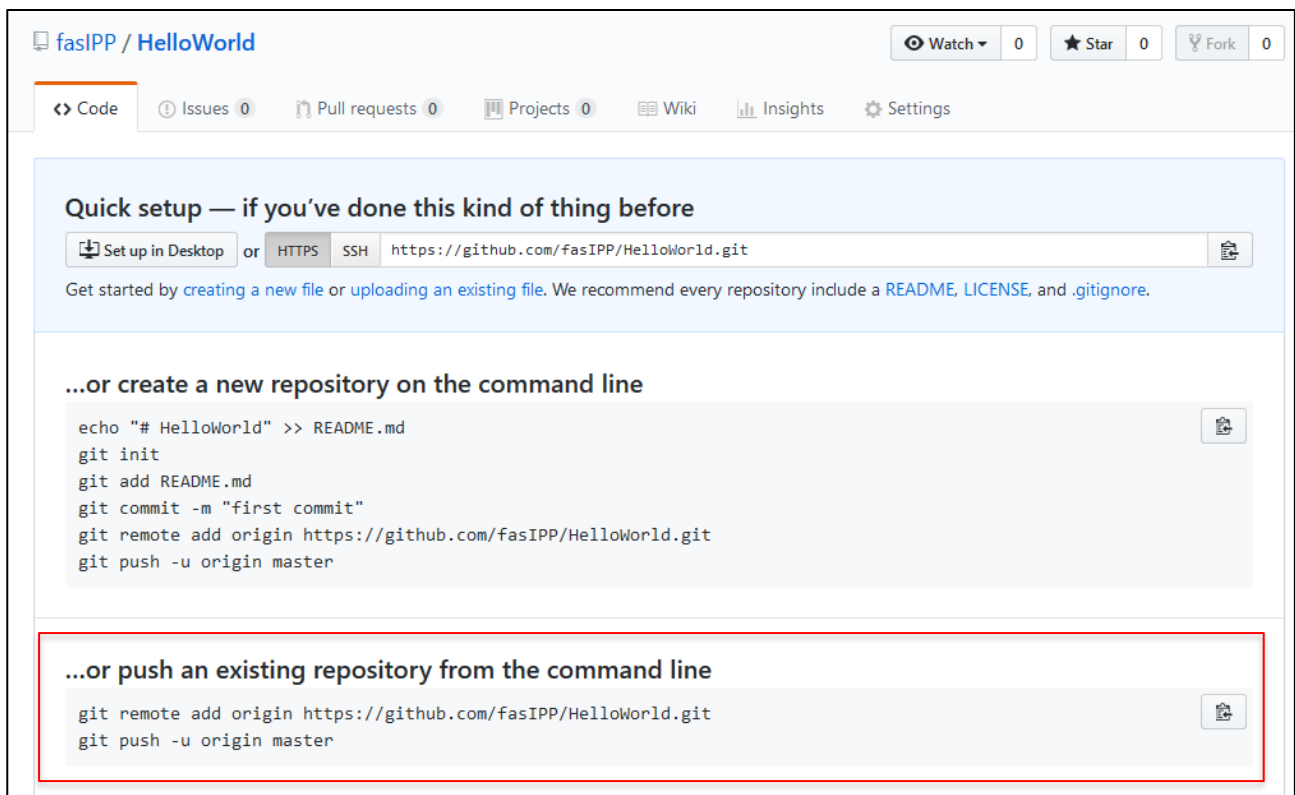 fasIPP / HelloWorld
Watch 0 Star 0 Fork 0
Code Issues 0 Pull requests 0 Projects 0 Wiki Insights Settings
Quick setup — if you’ve done this kind of thing before
Set up in Desktop or HTTPS SSH https://github.com/fasIPP/HelloWorld.git
Get started by creating a new file or uploading an existing file. We recommend every repository include a README, LICENSE, and .gitignore.
…or create a new repository on the command line
echo "# HelloWorld" >> README.md
git init
git add README.md
git commit -m "first commit"
git remote add origin https://github.com/fasIPP/HelloWorld.git
git push -u origin master
…or push an existing repository from the command line
git remote add origin https://github.com/fasIPP/HelloWorld.git
git push -u origin master